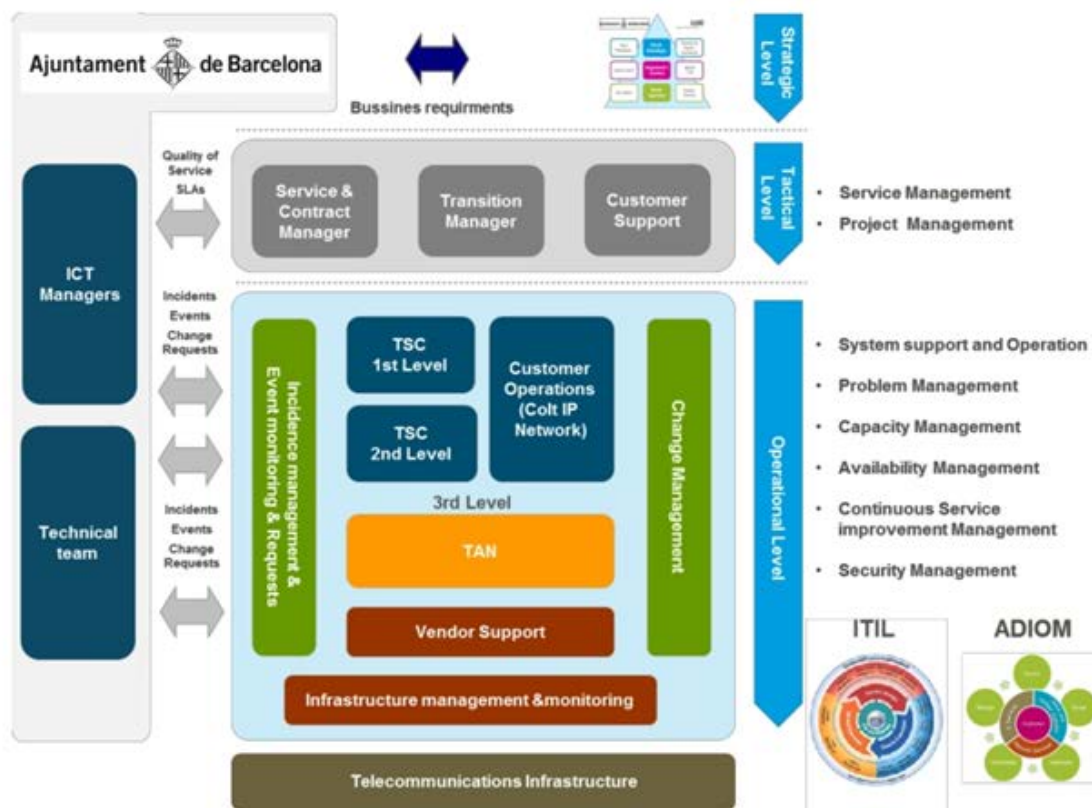 Ajuntament de Barcelona
Bussines requirments
Strategic
Level
Quality of
Service
SLAs
Service &
Contract
Manager
Transition
Manager
Customer
Support
Tactical
Level
• Service Management
• Project Management
ICT
Managers
Incidents
Events
Change
Requests
Incidence management &
Event monitoring & Requests
TSC
1st Level
TSC
2nd Level
Customer
Operations
(Colt IP
Network)
3rd Level
TAN
Vendor Support
Change Management
Infrastructure management &monitoring
Operational Level
• System support and Operation
• Problem Management
• Capacity Management
• Availability Management
• Continuous Service
improvement Management
• Security Management
Technical
team
Incidents
Events
Change
Requests
ITIL
ADIOM
Telecommunications Infrastructure